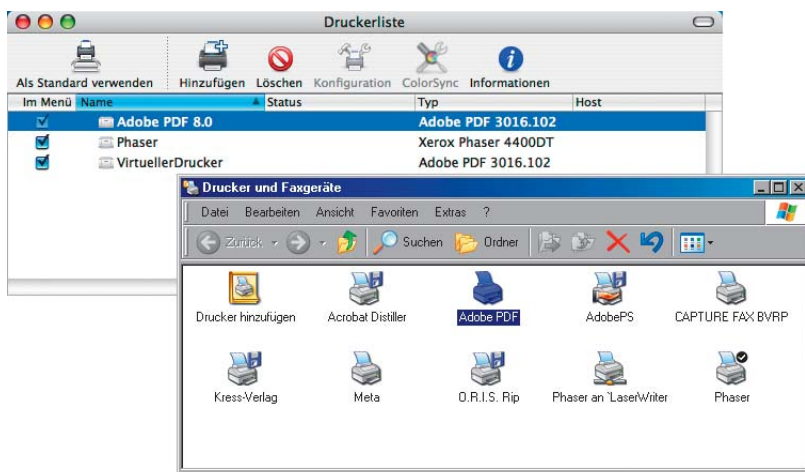 Druckerliste
Als Standard verwenden Hinzufügen Löschen Konfiguration ColorSync Informationen
Im Menü Name Status Typ Host
Adobe PDF 8.0 Adobe PDF 3016.102
Phaser Xerox Phaser 4400DT
VirtuellerDrucker Adobe PDF 3016.102
Drucker und Faxgeräte
Datei Bearbeiten Ansicht Favoriten Extras ?
Zurück Suchen Ordner
Drucker hinzufügen Acrobat Distiller Adobe PDF AdobePS CAPTURE FAX BVRP
Kress-Verlag Meta O.R.I.S. Rip Phaser an `LaserWriter Phaser